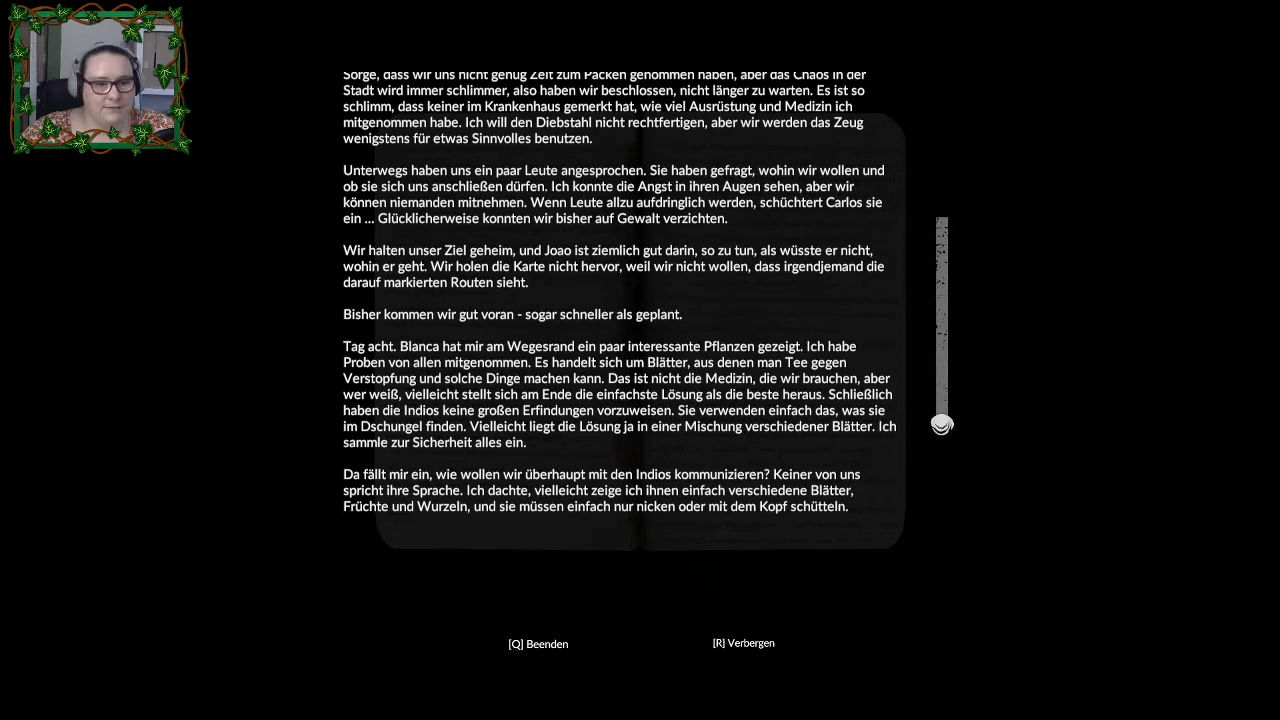 Sorge, dass wir uns nicht genug Zeit zum Packen genommen haben, aber das Chaos in der
Stadt wird immer schlimmer, also haben wir beschlossen, nicht länger zu warten. Es ist so
schlimm, dass keiner im Krankenhaus gemerkt hat, wie viel Ausrüstung und Medizin ich
mitgenommen habe. Ich will den Diebstahl nicht rechtfertigen, aber wir werden das Zeug
wenigstens für etwas Sinnvolles benutzen.
Unterwegs haben uns ein paar Leute angesprochen. Sie haben gefragt, wohin wir wollen und
ob sie sich uns anschließen dürfen. Ich konnte die Angst in ihren Augen sehen, aber wir
können niemanden mitnehmen. Wenn Leute allzu aufdringlich werden, schüchtert Carlos sie
ein ... Glücklicherweise konnten wir bisher auf Gewalt verzichten.
Wir halten unser Ziel geheim, und Joao ist ziemlich gut darin, so zu tun, als wüsste er nicht,
wohin er geht. Wir holen die Karte nicht hervor, weil wir nicht wollen, dass irgendjemand die
darauf markierten Routen sieht.
Bisher kommen wir gut voran - sogar schneller als geplant.
Tag acht. Blanca hat mir am Wegesrand ein paar interessante Pflanzen gezeigt. Ich habe
Proben von allen mitgenommen. Es handelt sich um Blätter, aus denen man Tee gegen
Verstopfung und solche Dinge machen kann. Das ist nicht die Medizin, die wir brauchen, aber
wer weiß, vielleicht stellt sich am Ende die einfachste Lösung als die beste heraus. Schließlich
haben die Indios keine großen Erfindungen vorzuweisen. Sie verwenden einfach das, was sie
im Dschungel finden. Vielleicht liegt die Lösung ja in einer Mischung verschiedener Blätter. Ich
sammle zur Sicherheit alles ein.
Da fällt mir ein, wie wollen wir überhaupt mit den Indios kommunizieren? Keiner von uns
spricht ihre Sprache. Ich dachte, vielleicht zeige ich ihnen einfach verschiedene Blätter,
Früchte und Wurzeln, und sie müssen einfach nur nicken oder mit dem Kopf schütteln.
[Q] Beenden
[R] Verbergen